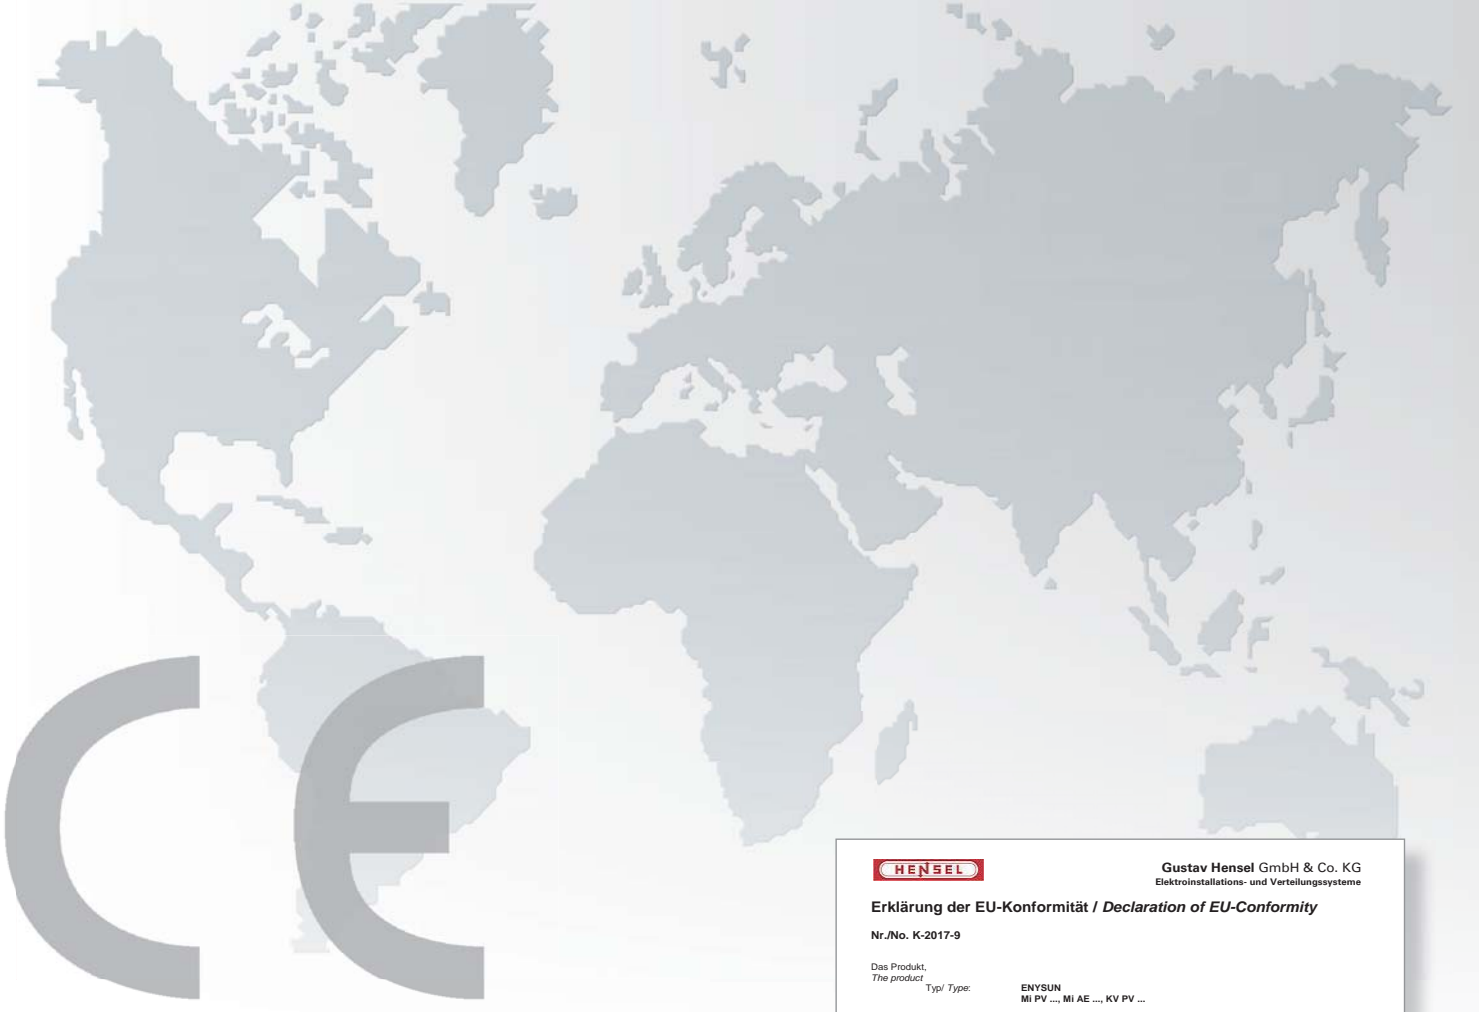 CE
HENSEL
Gustav Hensel GmbH & Co. KG
Elektroinstallations- und Verteilungssysteme
Erklärung der EU-Konformität / Declaration of EU-Conformity
Nr./No. K-2017-9
Das Produkt,
The product
Typ/ Type: ENYSUN
Mi PV ..., Mi AE ..., KV PV ...